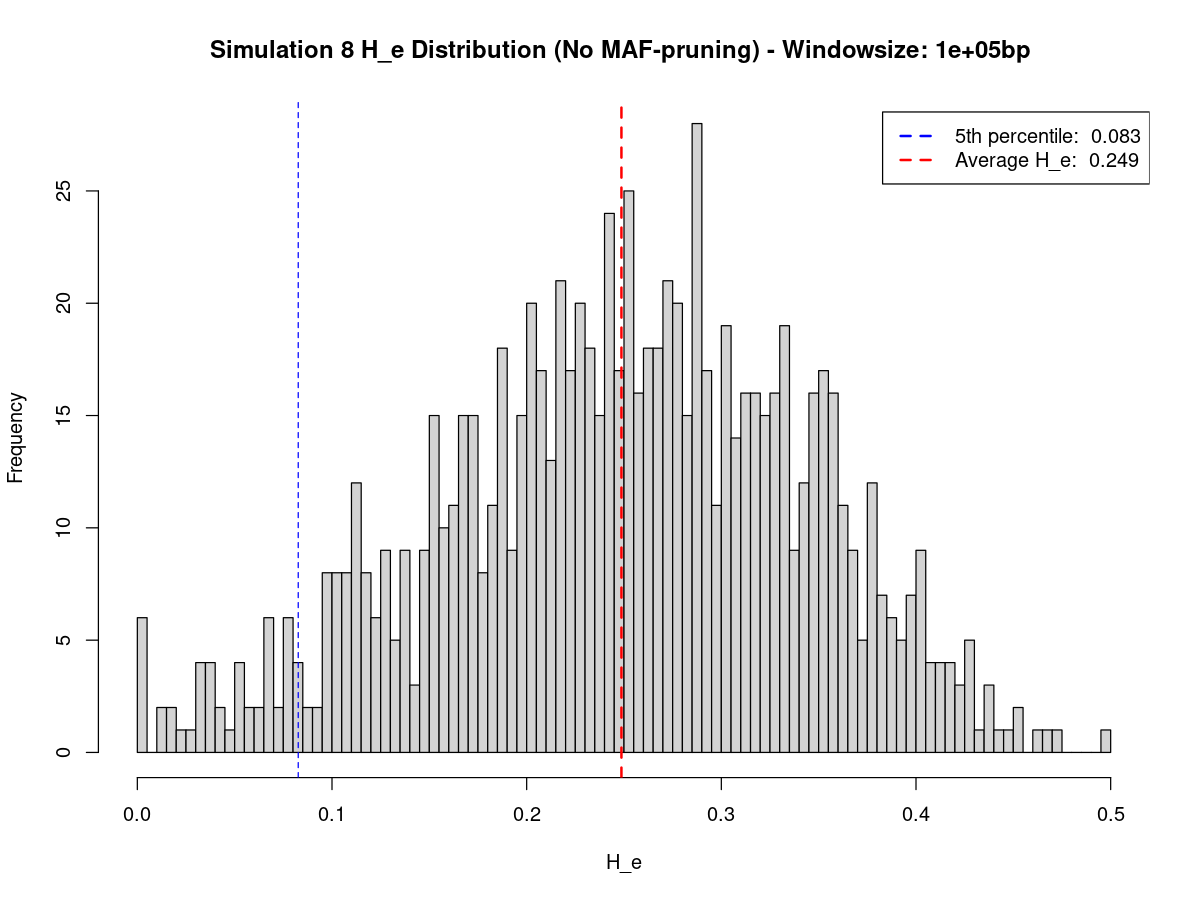 Simulation 8 H_e Distribution (No MAF-pruning) - Windowsize: 1e+05bp
5th percentile: 0.083
Average H_e: 0.249
Frequency
25
20
15
10
5
0
0.0 0.1 0.2 0.3 0.4 0.5
H_e